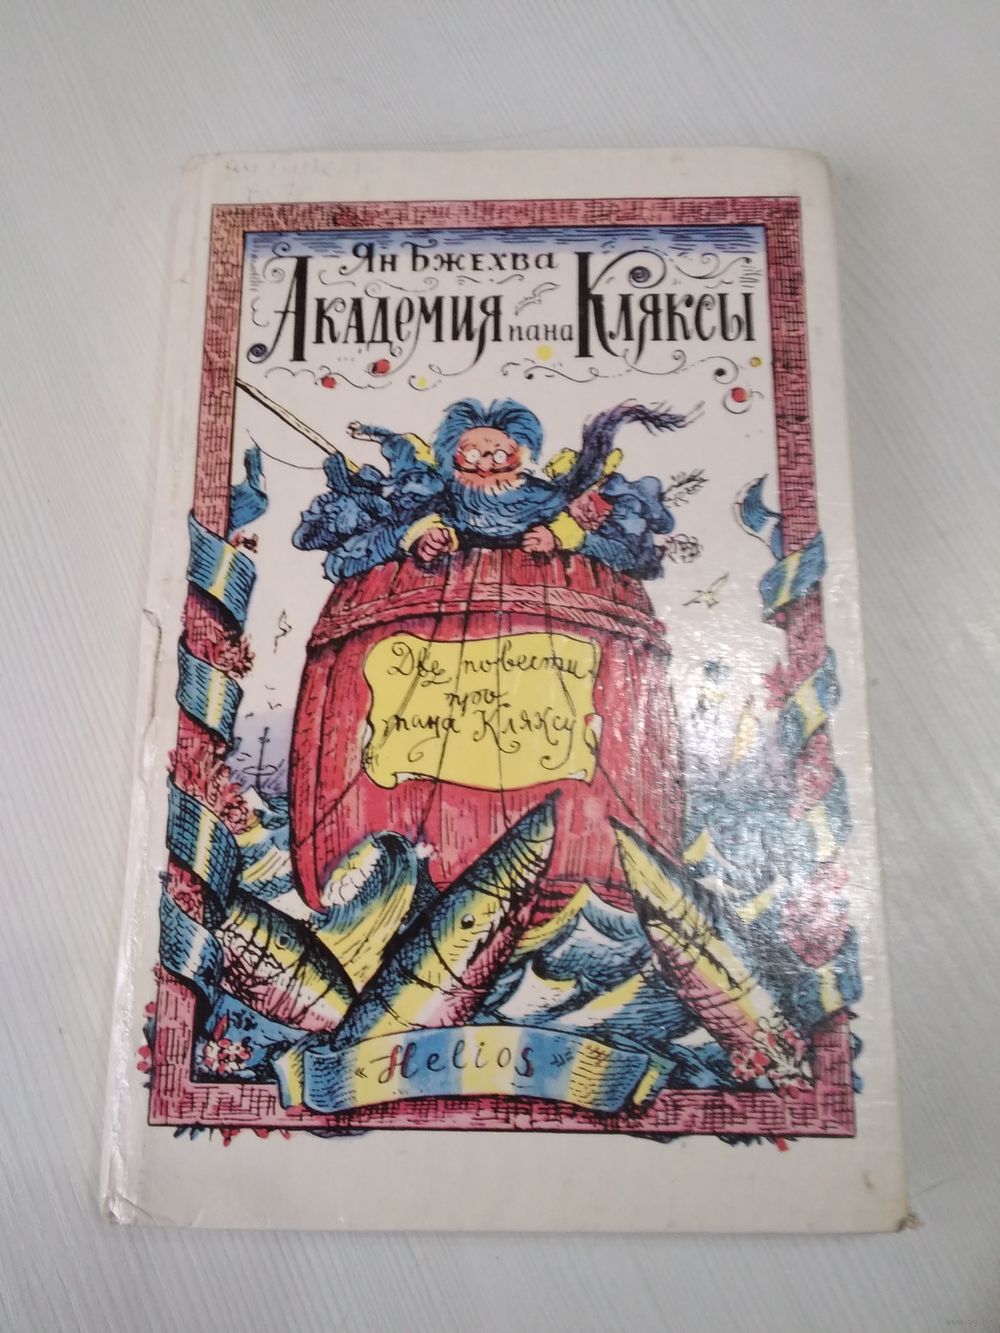 Ян Бжехва
Академия пана Кляксы
Две повести
про
пана Кляксу
«Helios»